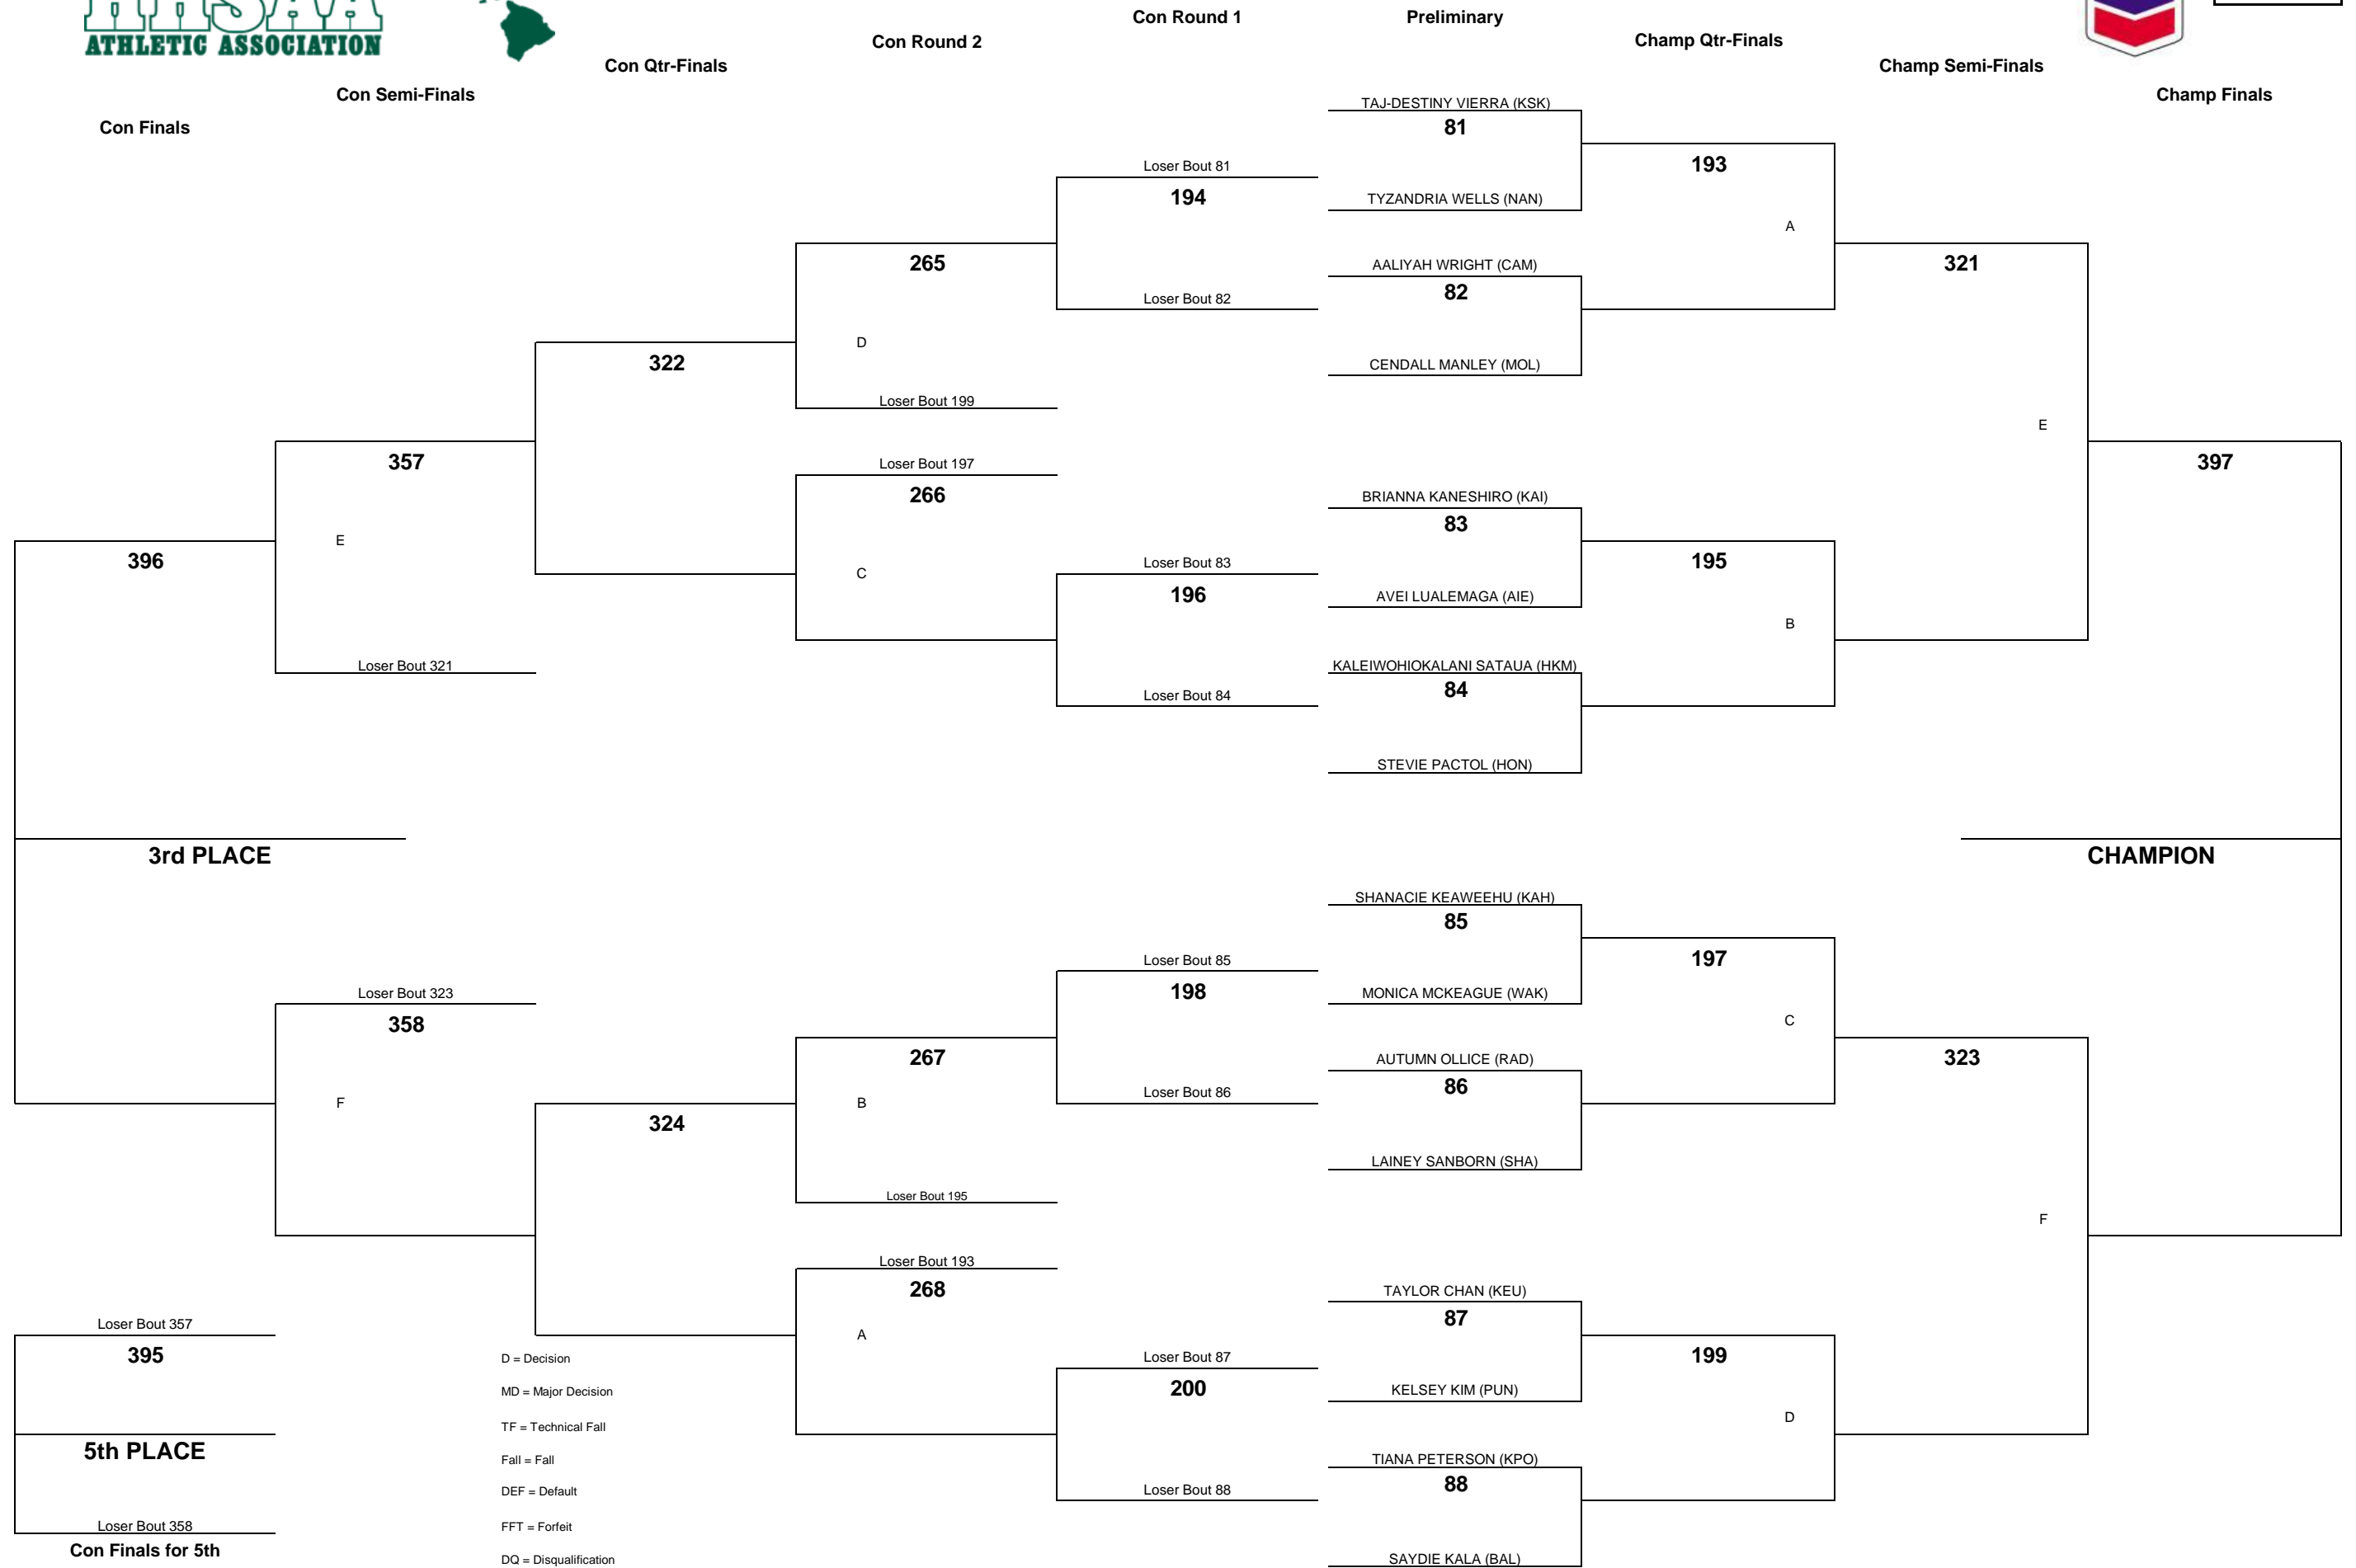 HHSAA
ATHLETIC ASSOCIATION
Con Round 1
Preliminary
Con Round 2
Champ Qtr-Finals
Con Qtr-Finals
Champ Semi-Finals
Con Semi-Finals
Champ Finals
Con Finals
TAJ-DESTINY VIERRA (KSK)
81
Loser Bout 81
193
194
TYZANDRIA WELLS (NAN)
A
265
AALIYAH WRIGHT (CAM)
321
82
Loser Bout 82
D
322
CENDALL MANLEY (MOL)
Loser Bout 199
E
357
Loser Bout 197
397
266
BRIANNA KANESHIRO (KAI)
83
E
396
Loser Bout 83
195
C
196
AVEI LUALEMAGA (AIE)
B
Loser Bout 321
KALEIWOHIOKALANI SATAUA (HKM)
84
Loser Bout 84
STEVIE PACTOL (HON)
3rd PLACE
CHAMPION
SHANACIE KEAWEEHU (KAH)
85
Loser Bout 85
197
Loser Bout 323
198
MONICA MCKEAGUE (WAK)
358
C
267
AUTUMN OLLICE (RAD)
323
86
Loser Bout 86
F
B
324
LAINEY SANBORN (SHA)
Loser Bout 195
F
Loser Bout 193
268
TAYLOR CHAN (KEU)
87
Loser Bout 357
A
395
D = Decision
Loser Bout 87
199
MD = Major Decision
200
KELSEY KIM (PUN)
TF = Technical Fall
D
5th PLACE
Fall = Fall
TIANA PETERSON (KPO)
88
DEF = Default
Loser Bout 88
Loser Bout 358
FFT = Forfeit
Con Finals for 5th
DQ = Disqualification
SAYDIE KALA (BAL)